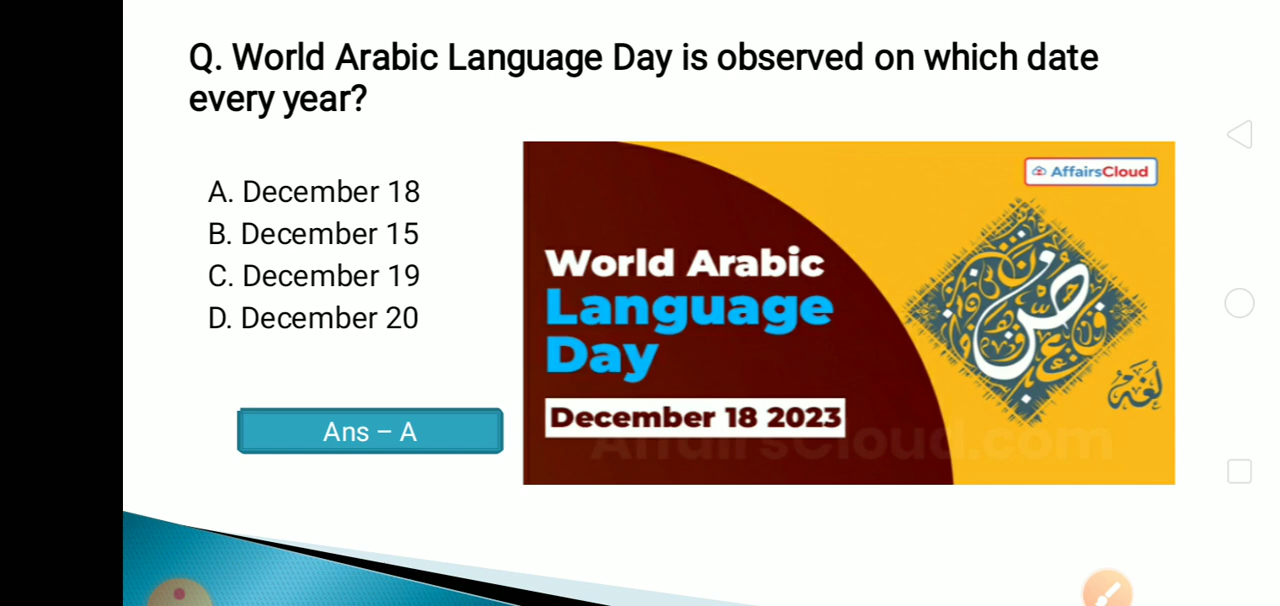 Q. World Arabic Language Day is observed on which date
every year?
A. December 18
B. December 15
C. December 19
D. December 20
Ans – A
AffairsCloud
World Arabic
Language
Day
December 18 2023
AffairsCloud.com
ض
لغة